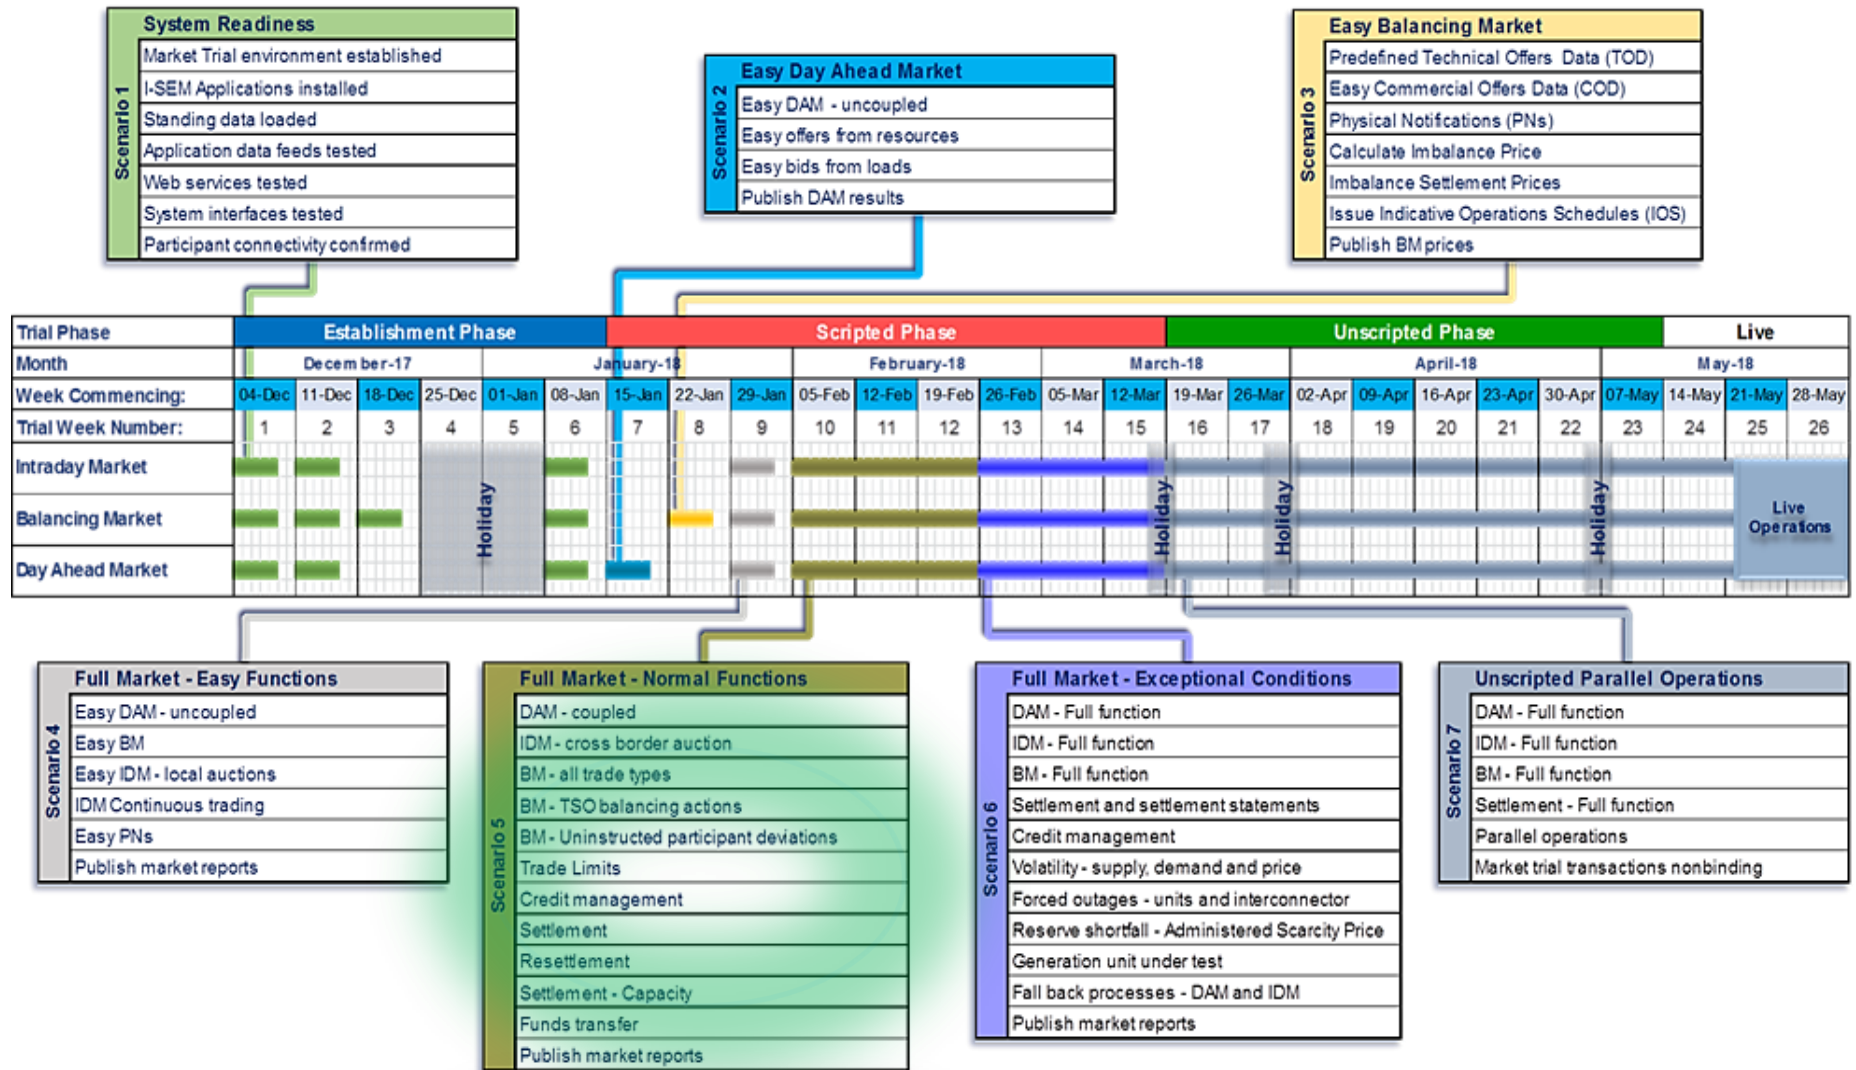 System Readiness
Scenario 1
Market Trial environment established
I-SEM Applications installed
Standing data loaded
Application data feeds tested
Web services tested
System interfaces tested
Participant connectivity confirmed
Easy Day Ahead Market
Scenario 2
Easy DAM - uncoupled
Easy offers from resources
Easy bids from loads
Publish DAM results
Easy Balancing Market
Scenario 3
Predefined Technical Offers Data (TOD)
Easy Commercial Offers Data (COD)
Physical Notifications (PNs)
Calculate Imbalance Price
Imbalance Settlement Prices
Issue Indicative Operations Schedules (IOS)
Publish BM prices
Trial Phase Establishment Phase Scripted Phase Unscripted Phase Live
Month December-17 January-18 February-18 March-18 April-18 May-18
Week Commencing: 04-Dec 11-Dec 18-Dec 25-Dec 01-Jan 08-Jan 15-Jan 22-Jan 29-Jan 05-Feb 12-Feb 19-Feb 26-Feb 05-Mar 12-Mar 19-Mar 26-Mar 02-Apr 09-Apr 16-Apr 23-Apr 30-Apr 07-May 14-May 21-May 28-May
Trial Week Number: 1 2 3 4 5 6 7 8 9 10 11 12 13 14 15 16 17 18 19 20 21 22 23 24 25 26
Intraday Market
Balancing Market
Day Ahead Market
Holiday
Holiday
Holiday
Holiday
Live
Operations
Full Market - Easy Functions
Scenario 4
Easy DAM - uncoupled
Easy BM
Easy IDM - local auctions
IDM Continuous trading
Easy PNs
Publish market reports
Full Market - Normal Functions
Scenario 5
DAM - coupled
IDM - cross border auction
BM - all trade types
BM - TSO balancing actions
BM - Uninstructed participant deviations
Trade Limits
Credit management
Settlement
Resettlement
Settlement - Capacity
Funds transfer
Publish market reports
Full Market - Exceptional Conditions
Scenario 6
DAM - Full function
IDM - Full function
BM - Full function
Settlement and settlement statements
Credit management
Volatility - supply, demand and price
Forced outages - units and interconnector
Reserve shortfall - Administered Scarcity Price
Generation unit under test
Fall back processes - DAM and IDM
Publish market reports
Unscripted Parallel Operations
Scenario 7
DAM - Full function
IDM - Full function
BM - Full function
Settlement - Full function
Parallel operations
Market trial transactions nonbinding